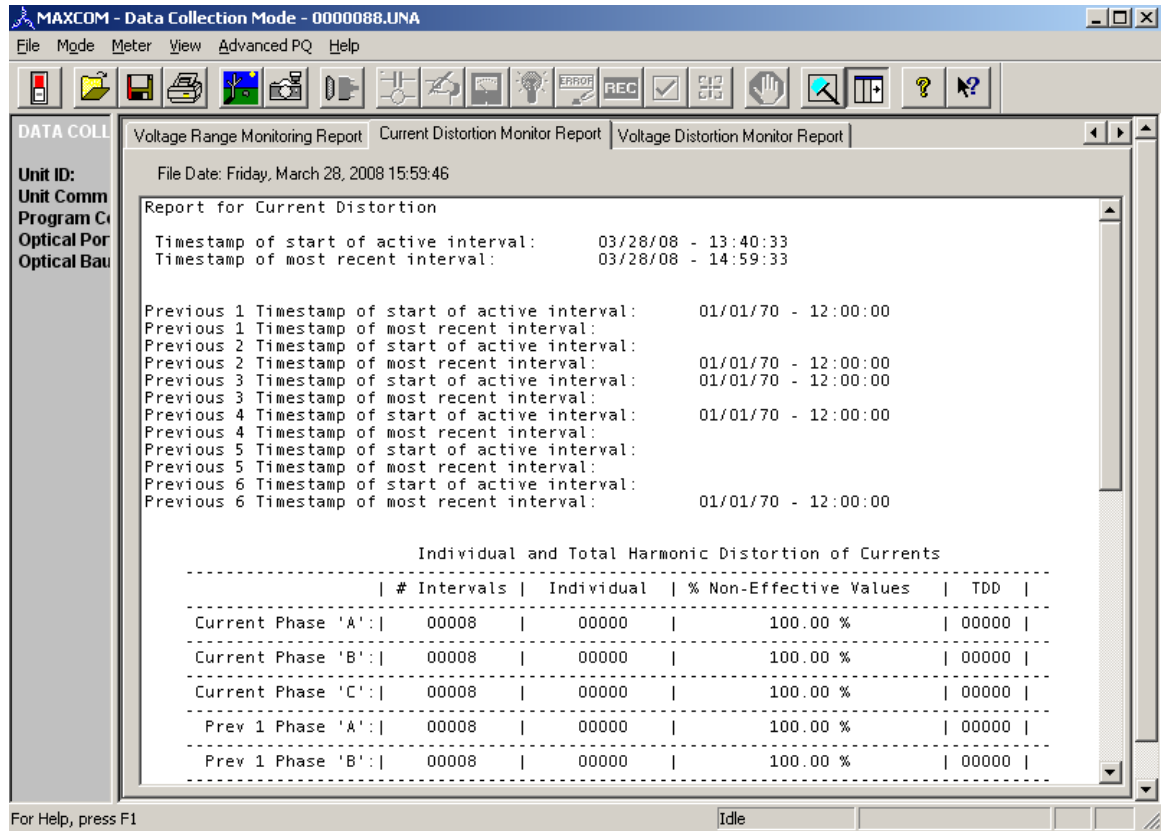 MAXCOM - Data Collection Mode - 0000088.UNA
File Mode Meter View Advanced PQ Help
ERROR REC
DATA COLL
Unit ID:
Unit Comm
Program Co
Optical Por
Optical Bau
Voltage Range Monitoring Report Current Distortion Monitor Report Voltage Distortion Monitor Report
File Date: Friday, March 28, 2008 15:59:46
Report for Current Distortion
Timestamp of start of active interval: 03/28/08 - 13:40:33
Timestamp of most recent interval: 03/28/08 - 14:59:33
Previous 1 Timestamp of start of active interval: 01/01/70 - 12:00:00
Previous 1 Timestamp of most recent interval:
Previous 2 Timestamp of start of active interval:
Previous 2 Timestamp of most recent interval: 01/01/70 - 12:00:00
Previous 3 Timestamp of start of active interval: 01/01/70 - 12:00:00
Previous 3 Timestamp of most recent interval:
Previous 4 Timestamp of start of active interval: 01/01/70 - 12:00:00
Previous 4 Timestamp of most recent interval:
Previous 5 Timestamp of start of active interval:
Previous 5 Timestamp of most recent interval:
Previous 6 Timestamp of start of active interval:
Previous 6 Timestamp of most recent interval: 01/01/70 - 12:00:00
Individual and Total Harmonic Distortion of Currents
| # Intervals | Individual | % Non-Effective Values | TDD |
Current Phase 'A':| 00008 | 00000 | 100.00 % | 00000 |
Current Phase 'B':| 00008 | 00000 | 100.00 % | 00000 |
Current Phase 'C':| 00008 | 00000 | 100.00 % | 00000 |
Prev 1 Phase 'A':| 00008 | 00000 | 100.00 % | 00000 |
Prev 1 Phase 'B':| 00008 | 00000 | 100.00 % | 00000 |
For Help, press F1
Idle